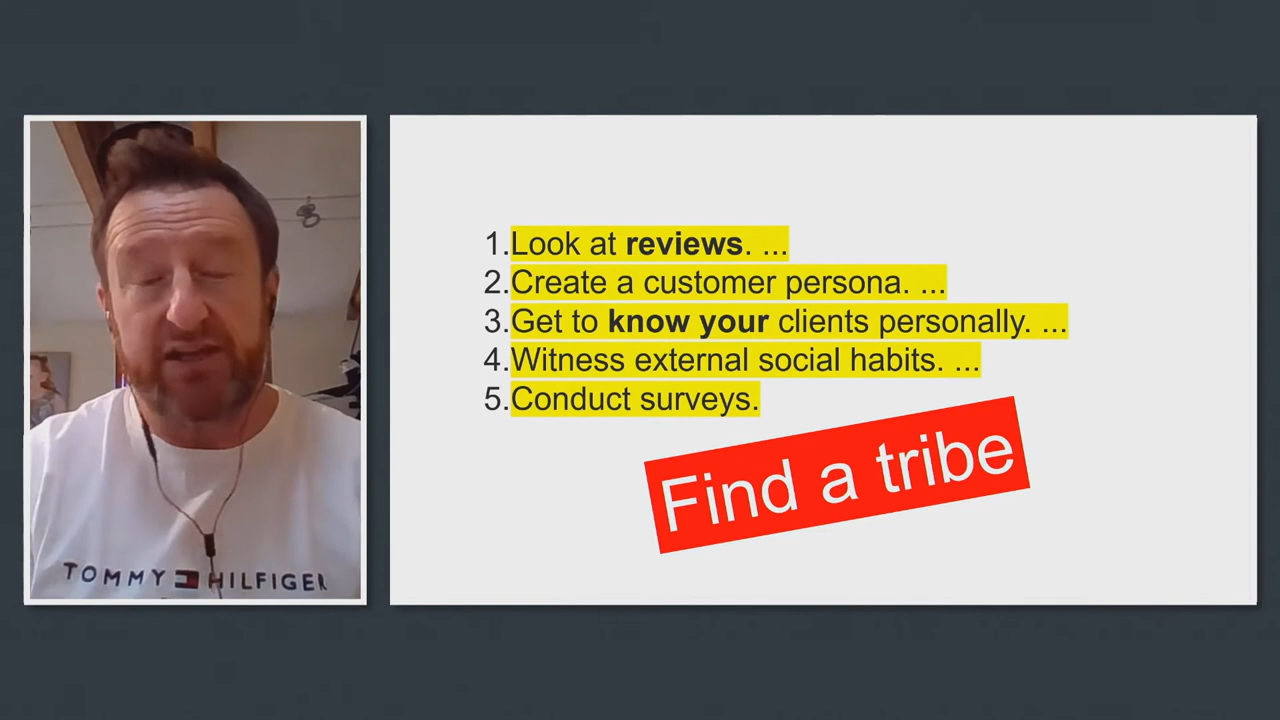 1.Look at reviews. ...
2.Create a customer persona. ...
3.Get to know your clients personally. ...
4.Witness external social habits. ...
5.Conduct surveys.
Find a tribe
TOMMY HILFIGER